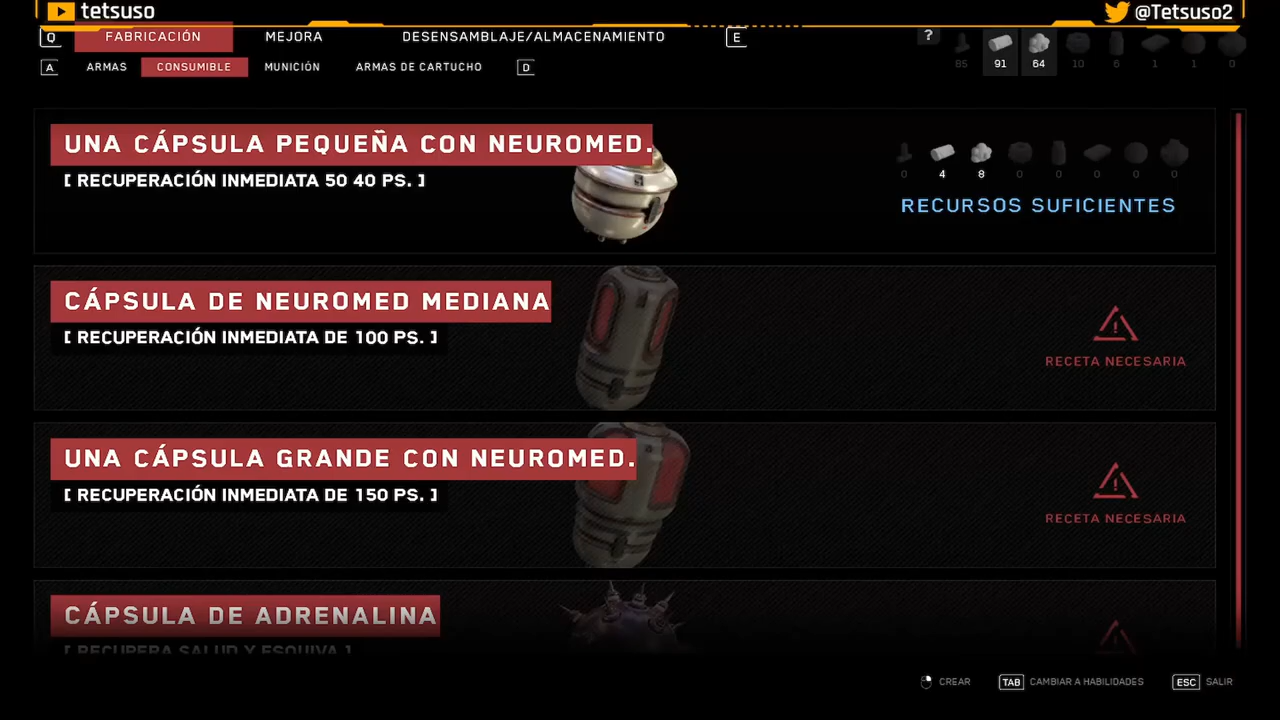 tetsuso
@Tetsuso2
Q FABRICACIÓN MEJORA DESENSAMBLAJE/ALMACENAMIENTO E ?
85 91 64 10 6 1 1 0
A ARMAS CONSUMIBLE MUNICIÓN ARMAS DE CARTUCHO D
UNA CÁPSULA PEQUEÑA CON NEUROMED.
[ RECUPERACIÓN INMEDIATA 50 40 PS. ]
0 4 8 0 0 0 0 0
RECURSOS SUFICIENTES
CÁPSULA DE NEUROMED MEDIANA
[ RECUPERACIÓN INMEDIATA DE 100 PS. ]
RECETA NECESARIA
UNA CÁPSULA GRANDE CON NEUROMED.
[ RECUPERACIÓN INMEDIATA DE 150 PS. ]
RECETA NECESARIA
CÁPSULA DE ADRENALINA
[ RECUPERA SALUD Y ESQUIVA ]
CREAR TAB CAMBIAR A HABILIDADES ESC SALIR